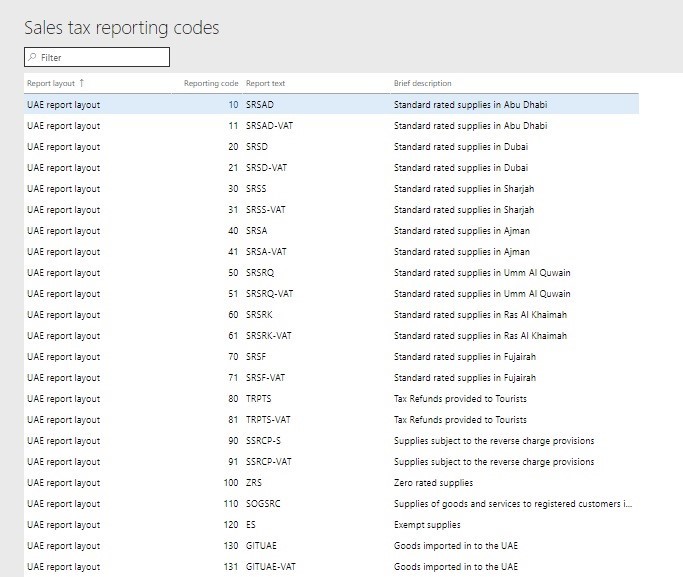 Sales tax reporting codes
Filter
Report layout ↑ Reporting code Report text Brief description
UAE report layout 10 SRSAD Standard rated supplies in Abu Dhabi
UAE report layout 11 SRSAD-VAT Standard rated supplies in Abu Dhabi
UAE report layout 20 SRSD Standard rated supplies in Dubai
UAE report layout 21 SRSD-VAT Standard rated supplies in Dubai
UAE report layout 30 SRSS Standard rated supplies in Sharjah
UAE report layout 31 SRSS-VAT Standard rated supplies in Sharjah
UAE report layout 40 SRSA Standard rated supplies in Ajman
UAE report layout 41 SRSA-VAT Standard rated supplies in Ajman
UAE report layout 50 SRSRQ Standard rated supplies in Umm Al Quwain
UAE report layout 51 SRSRQ-VAT Standard rated supplies in Umm Al Quwain
UAE report layout 60 SRSRK Standard rated supplies in Ras Al Khaimah
UAE report layout 61 SRSRK-VAT Standard rated supplies in Ras Al Khaimah
UAE report layout 70 SRSF Standard rated supplies in Fujairah
UAE report layout 71 SRSF-VAT Standard rated supplies in Fujairah
UAE report layout 80 TRPTS Tax Refunds provided to Tourists
UAE report layout 81 TRPTS-VAT Tax Refunds provided to Tourists
UAE report layout 90 SSRCP-S Supplies subject to the reverse charge provisions
UAE report layout 91 SSRCP-VAT Supplies subject to the reverse charge provisions
UAE report layout 100 ZRS Zero rated supplies
UAE report layout 110 SOGSRC Supplies of goods and services to registered customers i...
UAE report layout 120 ES Exempt supplies
UAE report layout 130 GITUAE Goods imported in to the UAE
UAE report layout 131 GITUAE-VAT Goods imported in to the UAE